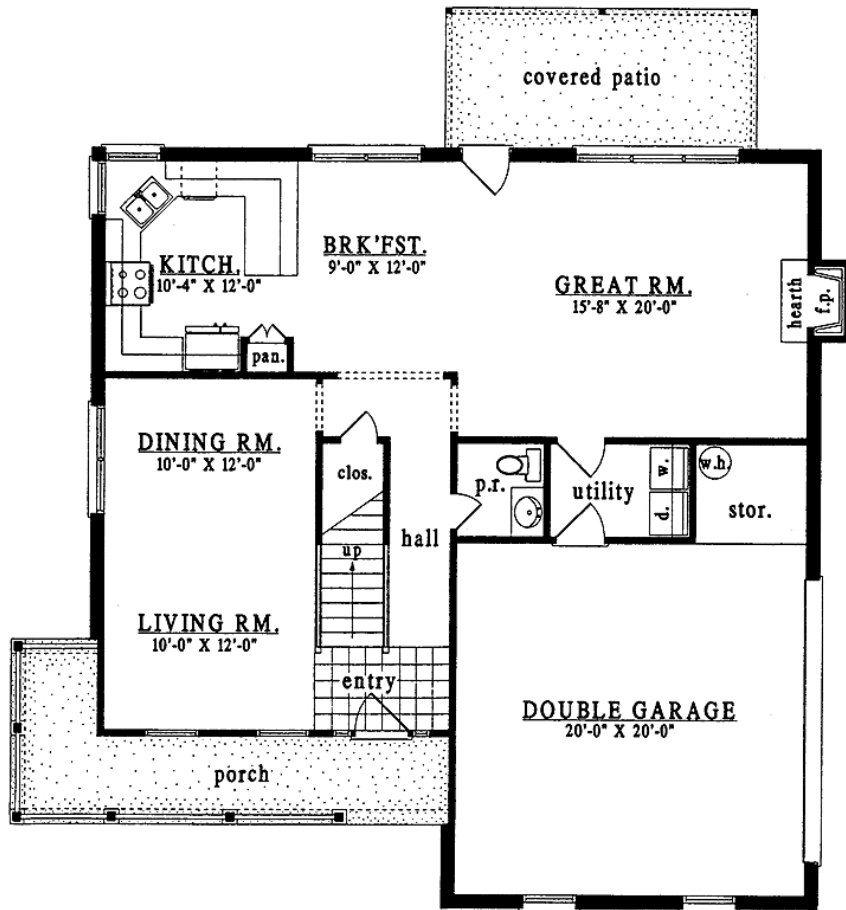 covered patio
BRK'FST.
9'-0" X 12'-0"
KITCH.
10'-4" X 12'-0"
GREAT RM.
15'-8" X 20'-0"
hearth
f.p.
pan.
DINING RM.
10'-0" X 12'-0"
clos.
p.r.
utility
w.
d.
w.h.
stor.
up
hall
LIVING RM.
10'-0" X 12'-0"
entry
DOUBLE GARAGE
20'-0" X 20'-0"
porch